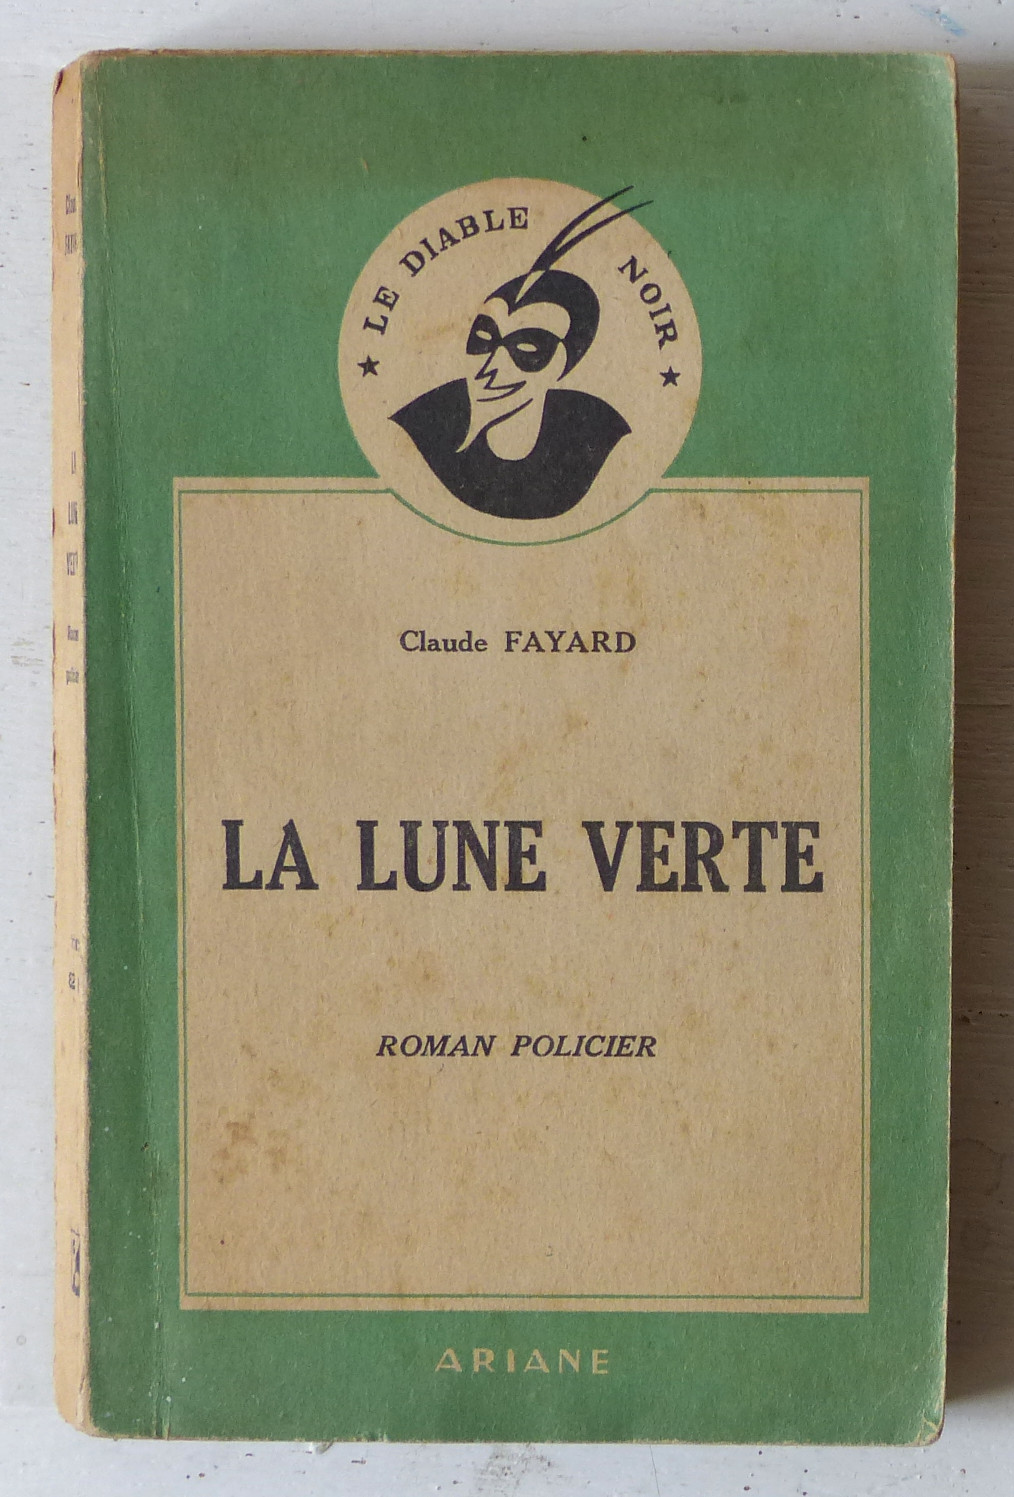 ★ LE DIABLE NOIR ★
Claude FAYARD
LA LUNE VERTE
ROMAN POLICIER
ARIANE